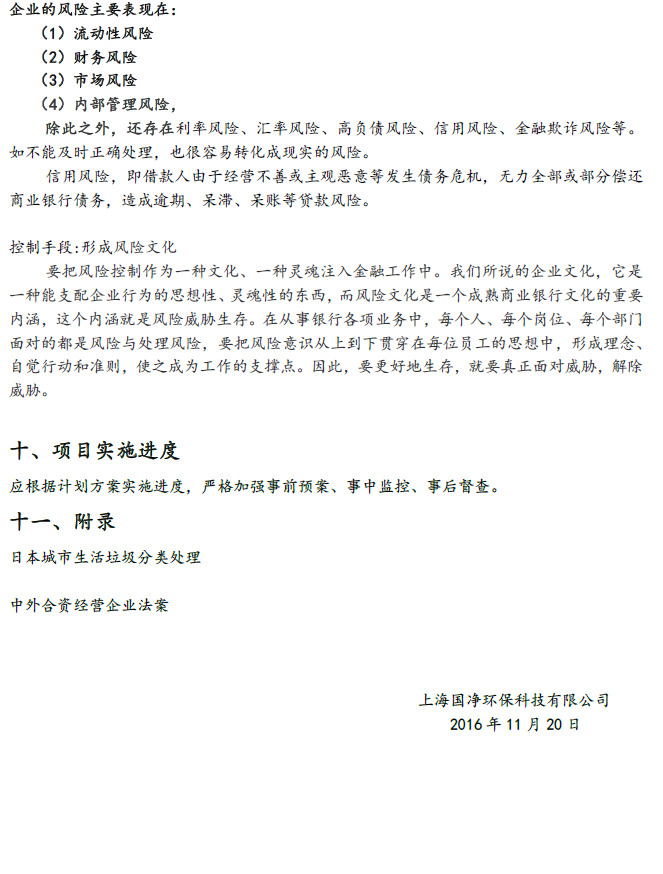 企业的风险主要表现在：
（1）流动性风险
（2）财务风险
（3）市场风险
（4）内部管理风险，
除此之外，还存在利率风险、汇率风险、高负债风险、信用风险、金融欺诈风险等。
如不能及时正确处理，也很容易转化成现实的风险。
信用风险，即借款人由于经营不善或主观恶意等发生债务危机，无力全部或部分偿还
商业银行债务，造成逾期、呆滞、呆账等贷款风险。
控制手段:形成风险文化
要把风险控制作为一种文化、一种灵魂注入金融工作中。我们所说的企业文化，它是
一种能支配企业行为的思想性、灵魂性的东西，而风险文化是一个成熟商业银行文化的重要
内涵，这个内涵就是风险威胁生存。在从事银行各项业务中，每个人、每个岗位、每个部门
面对的都是风险与处理风险，要把风险意识从上到下贯穿在每位员工的思想中，形成理念、
自觉行动和准则，使之成为工作的支撑点。因此，要更好地生存，就要真正面对威胁，解除
威胁。
十、项目实施进度
应根据计划方案实施进度，严格加强事前预案、事中监控、事后督查。
十一、附录
日本城市生活垃圾分类处理
中外合资经营企业法案
上海国净环保科技有限公司
2016 年 11 月 20 日